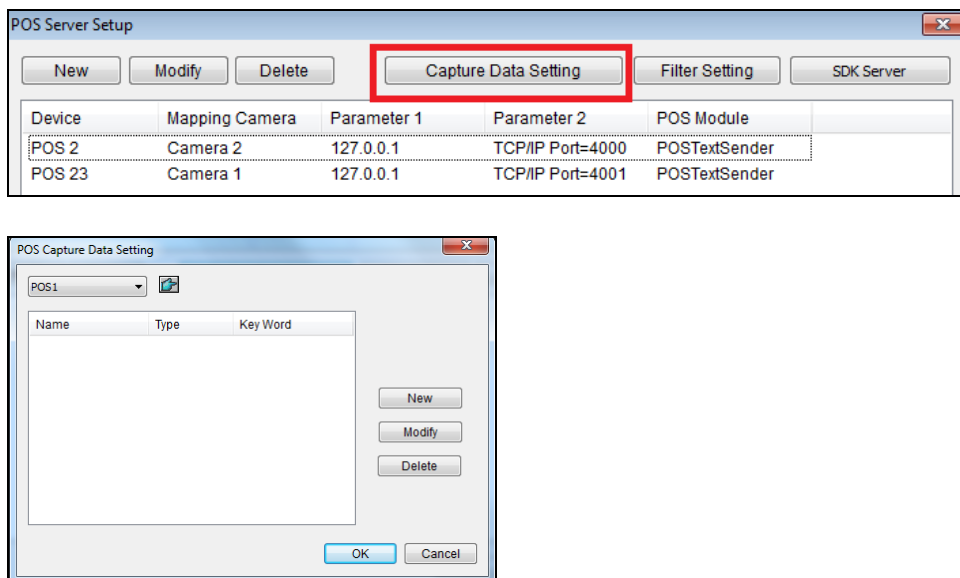 POS Server Setup
New Modify Delete Capture Data Setting Filter Setting SDK Server
Device Mapping Camera Parameter 1 Parameter 2 POS Module
POS 2 Camera 2 127.0.0.1 TCP/IP Port=4000 POSTextSender
POS 23 Camera 1 127.0.0.1 TCP/IP Port=4001 POSTextSender
POS Capture Data Setting
POS1
Name Type Key Word
New
Modify
Delete
OK Cancel